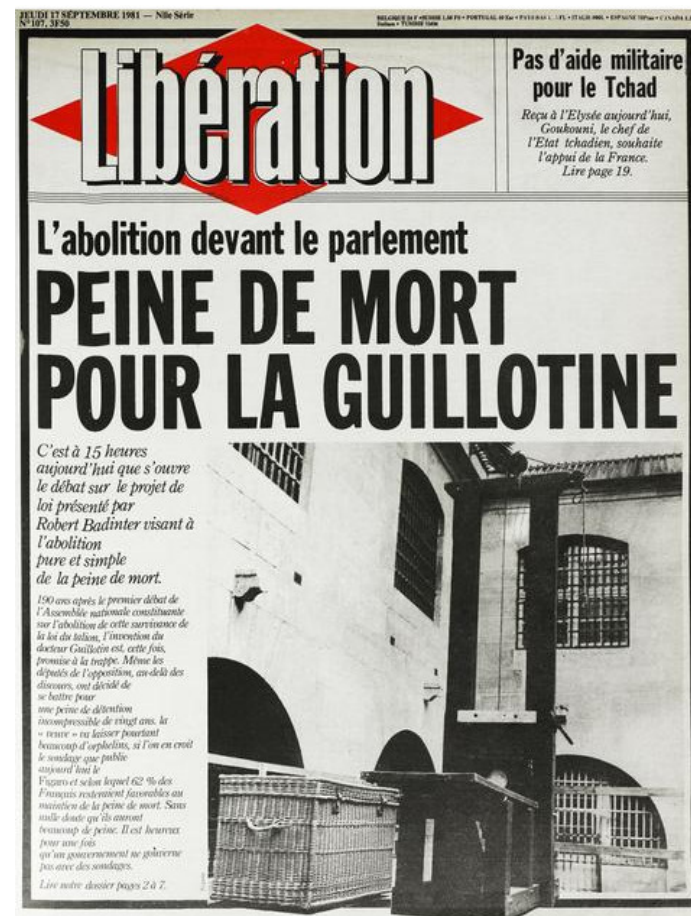 JEUDI 17 SEPTEMBRE 1981 — Nlle Série
N°107, 3F50
Libération
Pas d'aide militaire
pour le Tchad
Reçu à l'Elysée aujourd'hui,
Goukouni, le chef de
l'Etat tchadien, souhaite
l'appui de la France.
Lire page 19.
L'abolition devant le parlement
PEINE DE MORT
POUR LA GUILLOTINE
C'est à 15 heures
aujourd'hui que s'ouvre
le débat sur le projet de
loi présenté par
Robert Badinter visant à
l'abolition
pure et simple
de la peine de mort.
190 ans après le premier débat de
l'Assemblée nationale constituante
sur l'abolition de cette survivance de
la loi du talion, l'invention du
docteur Guillotin est, cette fois,
promise à la trappe. Même les
députés de l'opposition, au-delà des
discours, ont décidé de
se battre pour
une peine de détention
incompressible de vingt ans. la
« veuve » va laisser pourtant
beaucoup d'orphelins, si l'on en croit
le sondage que publie
aujourd'hui le
Figaro et selon lequel 62 % des
Français resteraient favorables au
maintien de la peine de mort. Sans
nulle doute qu'ils auront
beaucoup de peine. Il est heureux
pour une fois
qu'un gouvernement ne gouverne
pas avec des sondages.
Lire notre dossier pages 2 à 7.